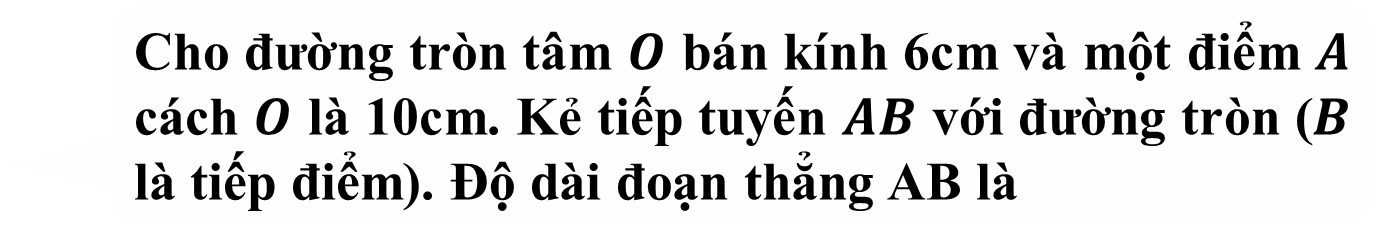 Cho đường tròn tâm O bán kính 6cm và một điểm A
cách O là 10cm. Kẻ tiếp tuyến AB với đường tròn (B
là tiếp điểm). Độ dài đoạn thẳng AB là